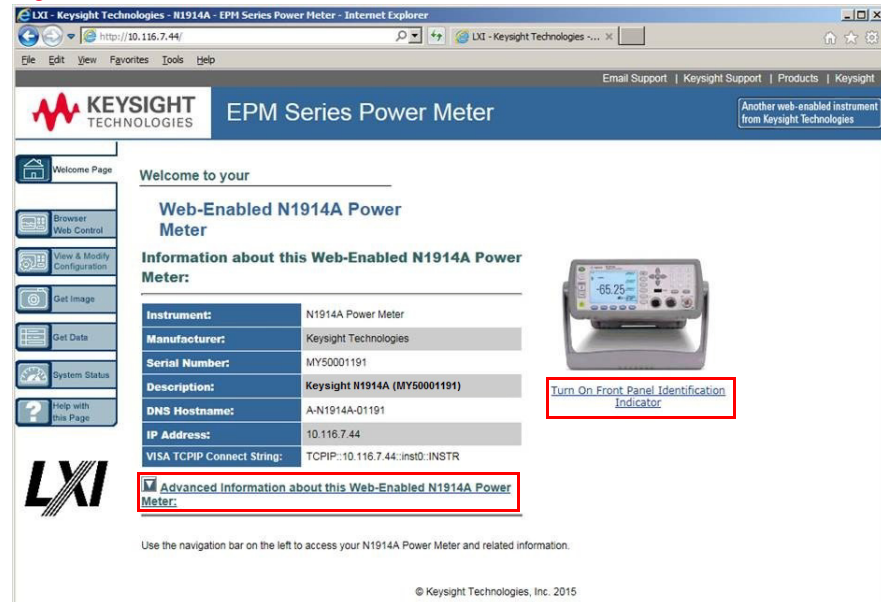 LXI - Keysight Technologies - N1914A - EPM Series Power Meter - Internet Explorer
http://10.116.7.44/
LXI - Keysight Technologies -...
File Edit View Favorites Tools Help
Email Support | Keysight Support | Products | Keysight
KEYSIGHT
TECHNOLOGIES
EPM Series Power Meter
Another web-enabled instrument
from Keysight Technologies
Welcome Page
Welcome to your
Web-Enabled N1914A Power
Meter
Browser
Web Control
View & Modify
Configuration
Get Image
Get Data
System Status
Help with
this Page
LXI
Information about this Web-Enabled N1914A Power
Meter:
Instrument: N1914A Power Meter
Manufacturer: Keysight Technologies
Serial Number: MY50001191
Description: Keysight N1914A (MY50001191)
DNS Hostname: A-N1914A-01191
IP Address: 10.116.7.44
VISA TCPIP Connect String: TCPIP::10.116.7.44::inst0::INSTR
-65.25
Turn On Front Panel Identification
Indicator
Advanced Information about this Web-Enabled N1914A Power
Meter:
Use the navigation bar on the left to access your N1914A Power Meter and related information.
© Keysight Technologies, Inc. 2015